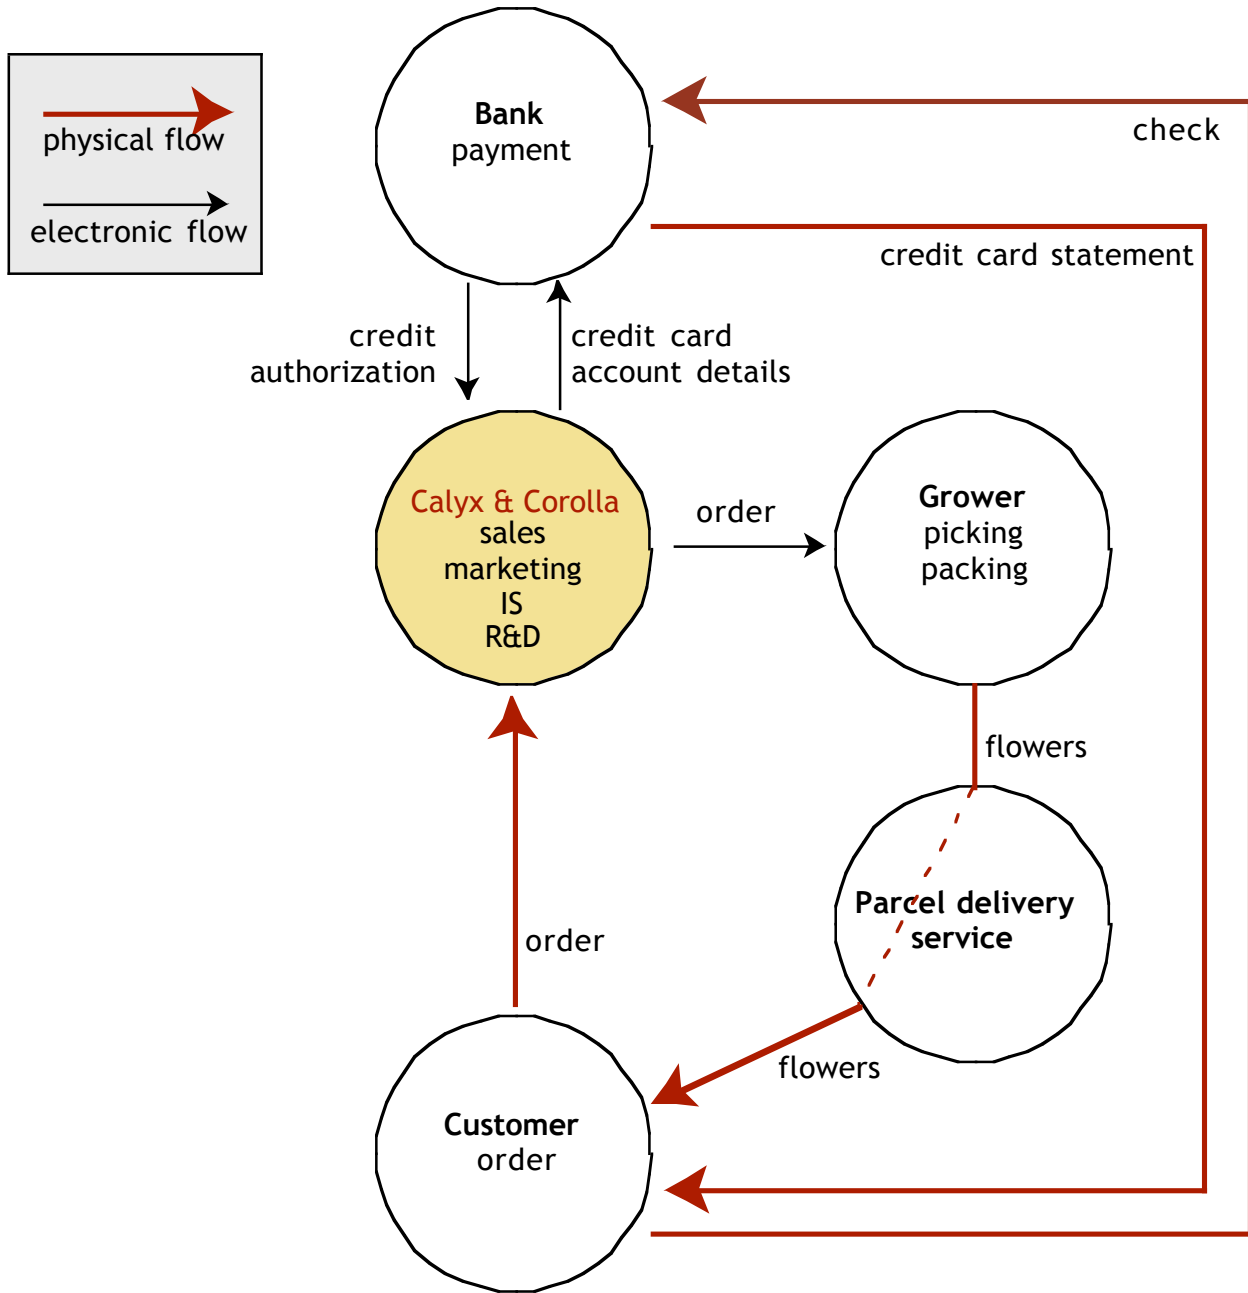 physical flow
electronic flow
Bank
payment
check
credit card statement
credit
authorization
credit card
account details
Calyx & Corolla
sales
marketing
IS
R&D
order
Grower
picking
packing
flowers
Parcel delivery
service
order
flowers
Customer
order